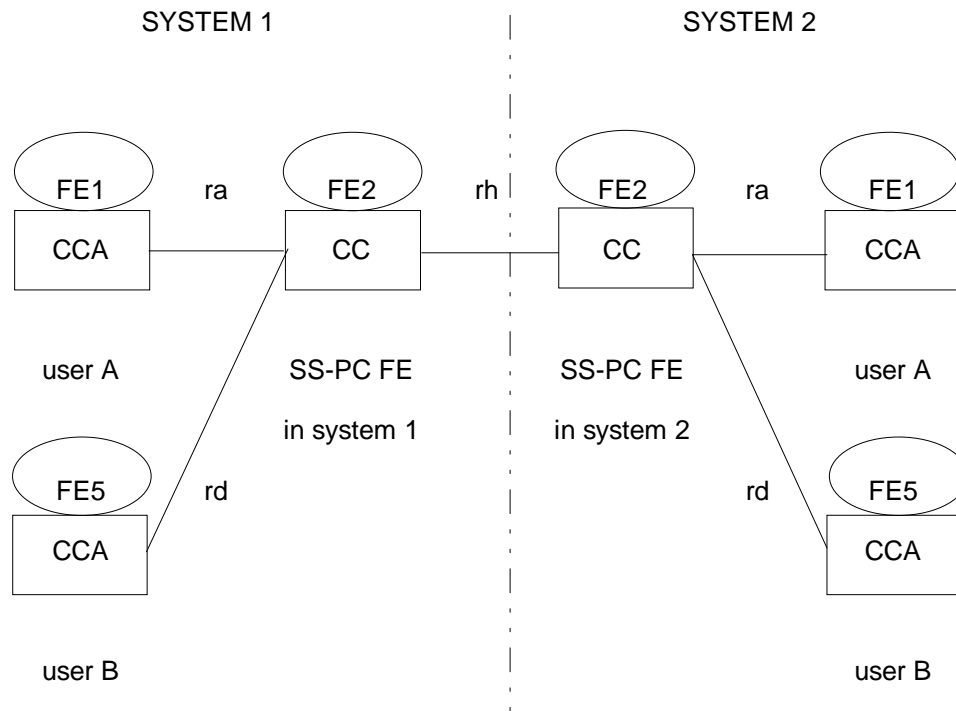 SYSTEM 1 SYSTEM 2
FE1 ra FE2 rh FE2 ra FE1
CCA CC CC CCA
user A SS-PC FE SS-PC FE user A
in system 1 in system 2
FE5 rd rd FE5
CCA CCA
user B user B